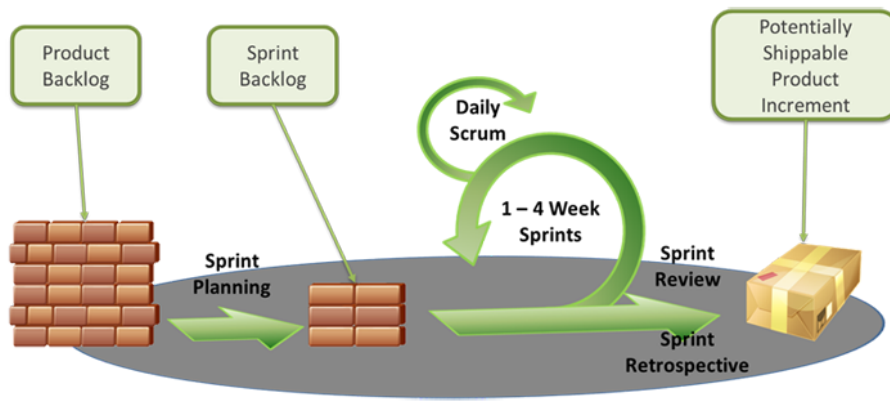 Product
Backlog
Sprint
Backlog
Potentially
Shippable
Product
Increment
Daily
Scrum
1 – 4 Week
Sprints
Sprint
Planning
Sprint
Review
Sprint
Retrospective